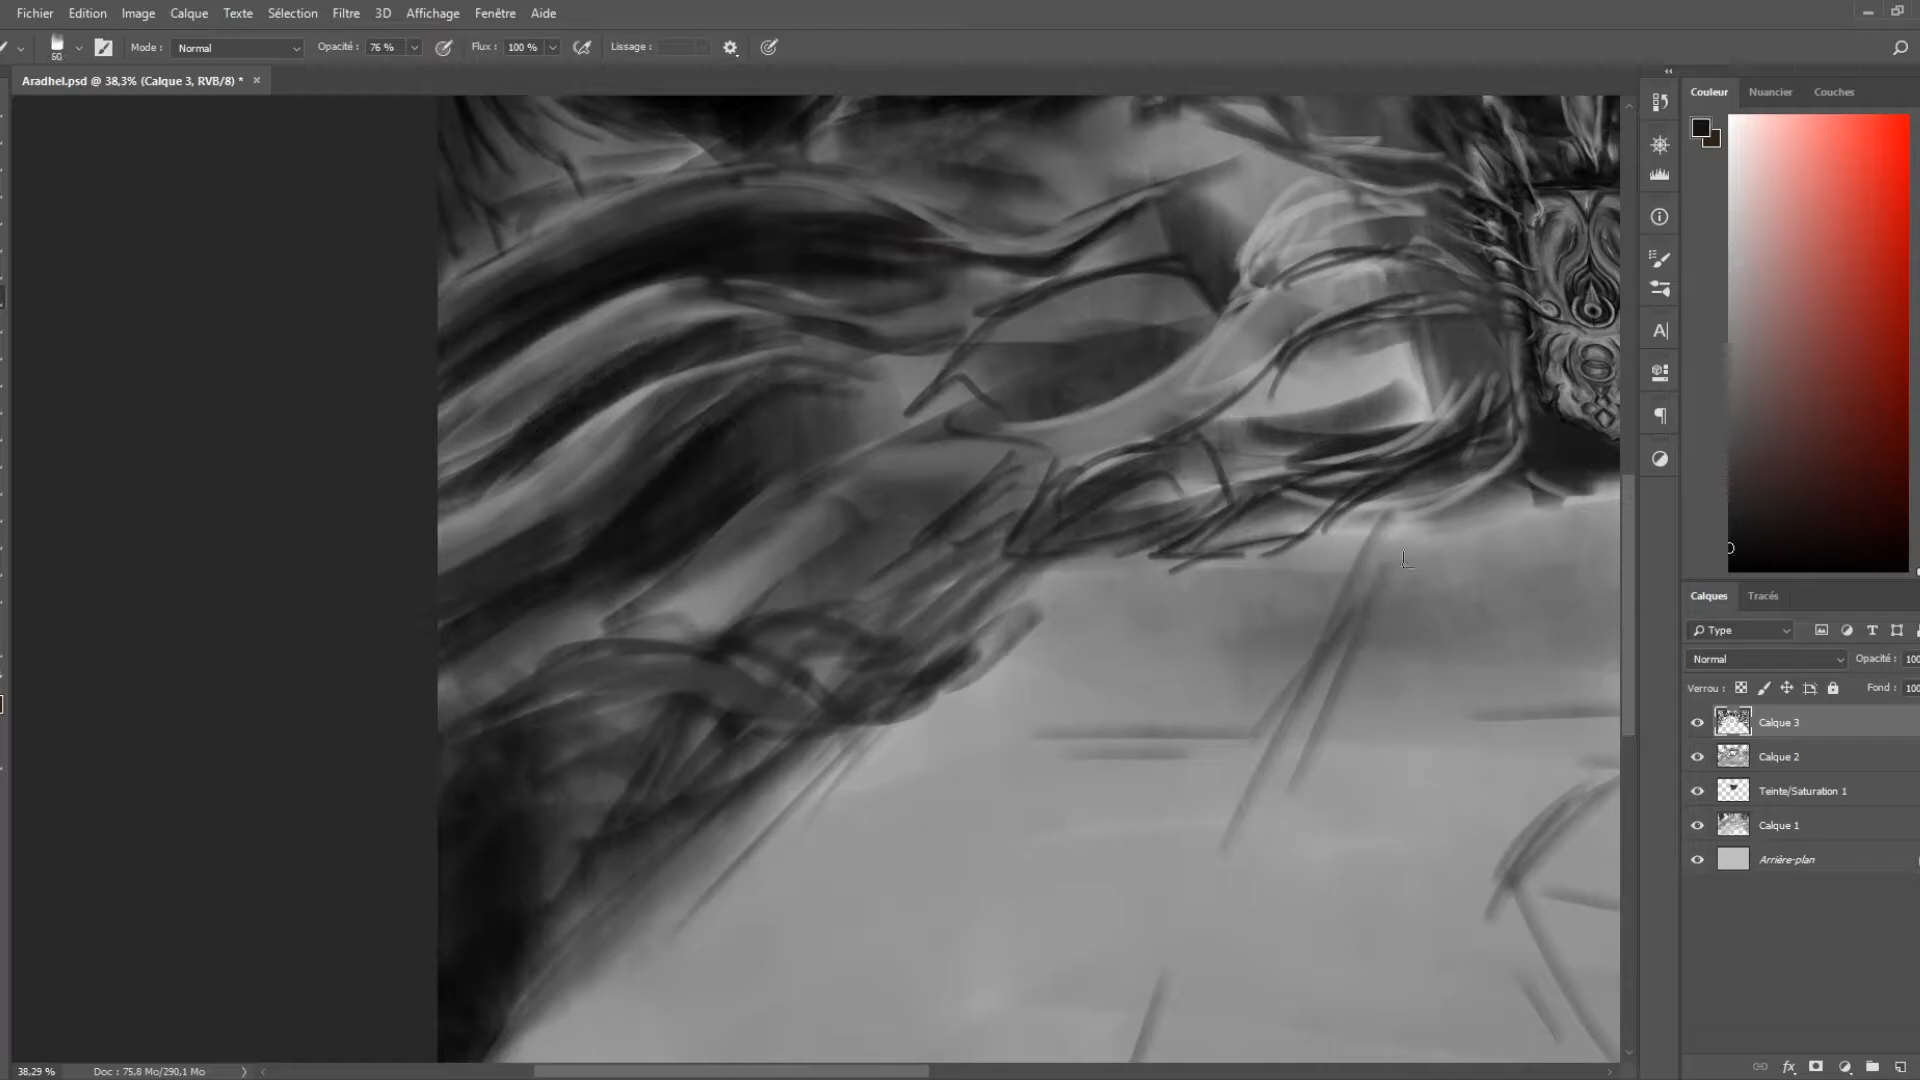 Fichier Edition Image Calque Texte Sélection Filtre 3D Affichage Fenêtre Aide
60 Mode : Normal Opacité : 76 % Flux : 100 % Lissage :
Aradhel.psd @ 38,3% (Calque 3, RVB/8) * ×
Couleur Nuancier Couches
Calques Tracés
Type
Normal Opacité : 100
Verrou : Fond : 100
Calque 3
Calque 2
Teinte/Saturation 1
Calque 1
Arrière-plan
38,29 % Doc : 75,8 Mo/290,1 Mo